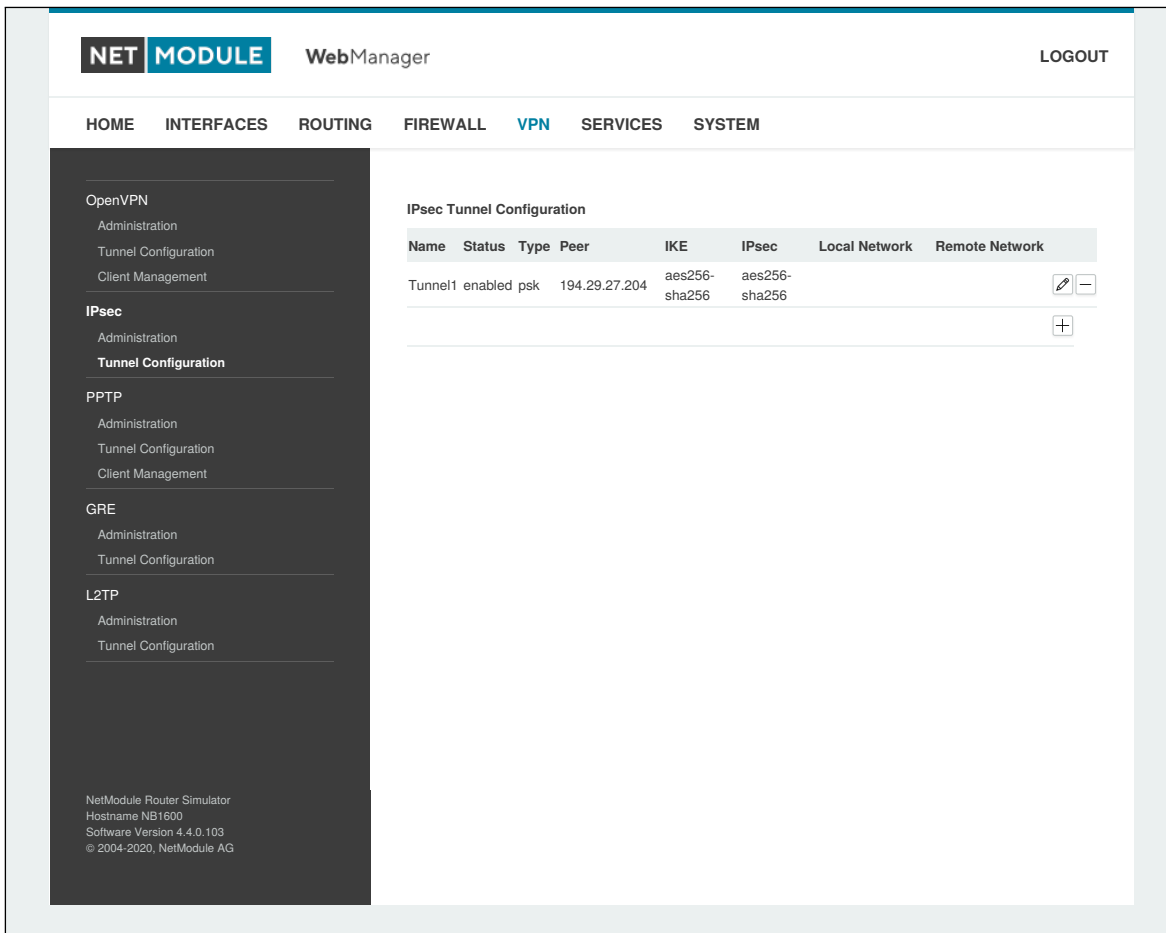 NET MODULE WebManager LOGOUT
HOME INTERFACES ROUTING FIREWALL VPN SERVICES SYSTEM
OpenVPN
Administration
Tunnel Configuration
Client Management
IPsec
Administration
Tunnel Configuration
PPTP
Administration
Tunnel Configuration
Client Management
GRE
Administration
Tunnel Configuration
L2TP
Administration
Tunnel Configuration
NetModule Router Simulator
Hostname NB1600
Software Version 4.4.0.103
© 2004-2020, NetModule AG
IPsec Tunnel Configuration
Name Status Type Peer IKE IPsec Local Network Remote Network
Tunnel1 enabled psk 194.29.27.204 aes256- aes256-
sha256 sha256